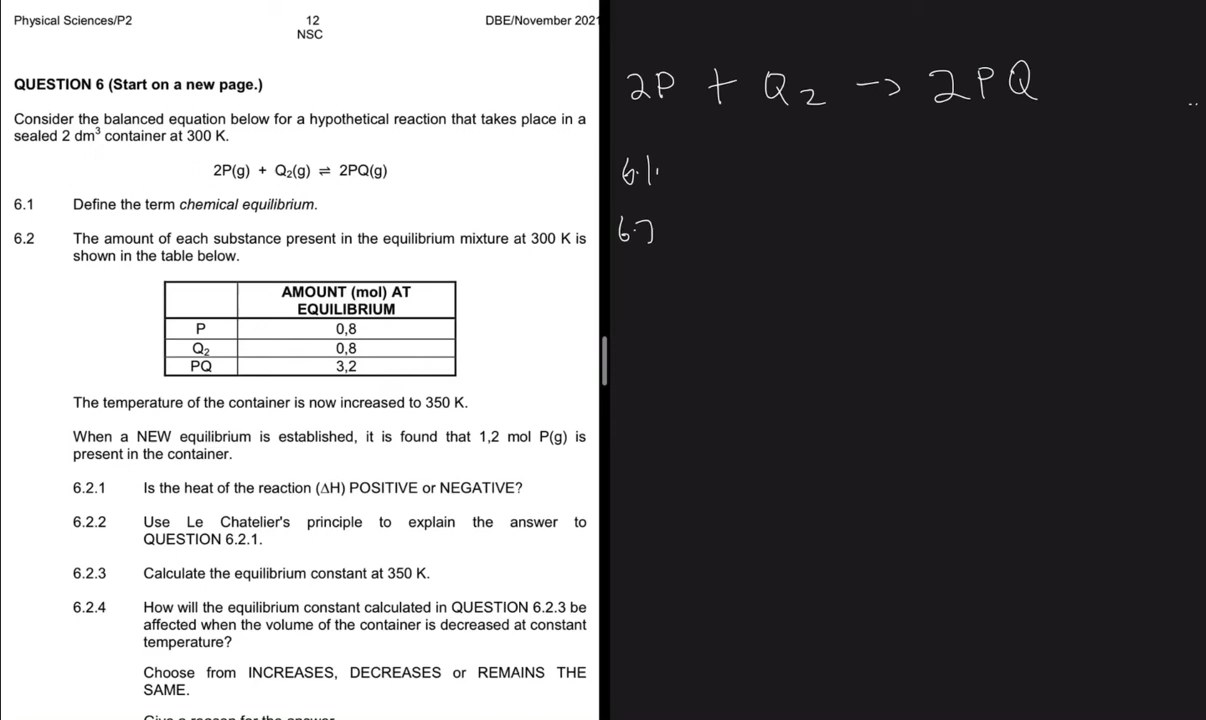 Physical Sciences/P2 12 DBE/November 2021
NSC
QUESTION 6 (Start on a new page.)
Consider the balanced equation below for a hypothetical reaction that takes place in a
sealed 2 dm³ container at 300 K.
2P(g) + Q₂(g) ⇌ 2PQ(g)
6.1 Define the term chemical equilibrium.
6.2 The amount of each substance present in the equilibrium mixture at 300 K is
shown in the table below.
AMOUNT (mol) AT
EQUILIBRIUM
P 0,8
Q₂ 0,8
PQ 3,2
The temperature of the container is now increased to 350 K.
When a NEW equilibrium is established, it is found that 1,2 mol P(g) is
present in the container.
6.2.1 Is the heat of the reaction (ΔH) POSITIVE or NEGATIVE?
6.2.2 Use Le Chatelier's principle to explain the answer to
QUESTION 6.2.1.
6.2.3 Calculate the equilibrium constant at 350 K.
6.2.4 How will the equilibrium constant calculated in QUESTION 6.2.3 be
affected when the volume of the container is decreased at constant
temperature?
Choose from INCREASES, DECREASES or REMAINS THE
SAME.
Give a reason for the answer.
2P + Q₂ → 2PQ
6.1.